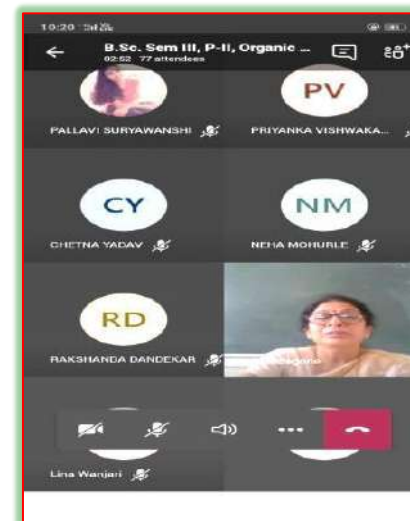 10:20
B.Sc. Sem III, P-II, Organic ...
02:52 77 attendees
PV
PALLAVI SURYAWANSHI
PRIYANKA VISHWAKA...
CY
NM
CHETNA YADAV
NEHA MOHURLE
RD
RAKSHANDA DANDEKAR
Lina Wanjari